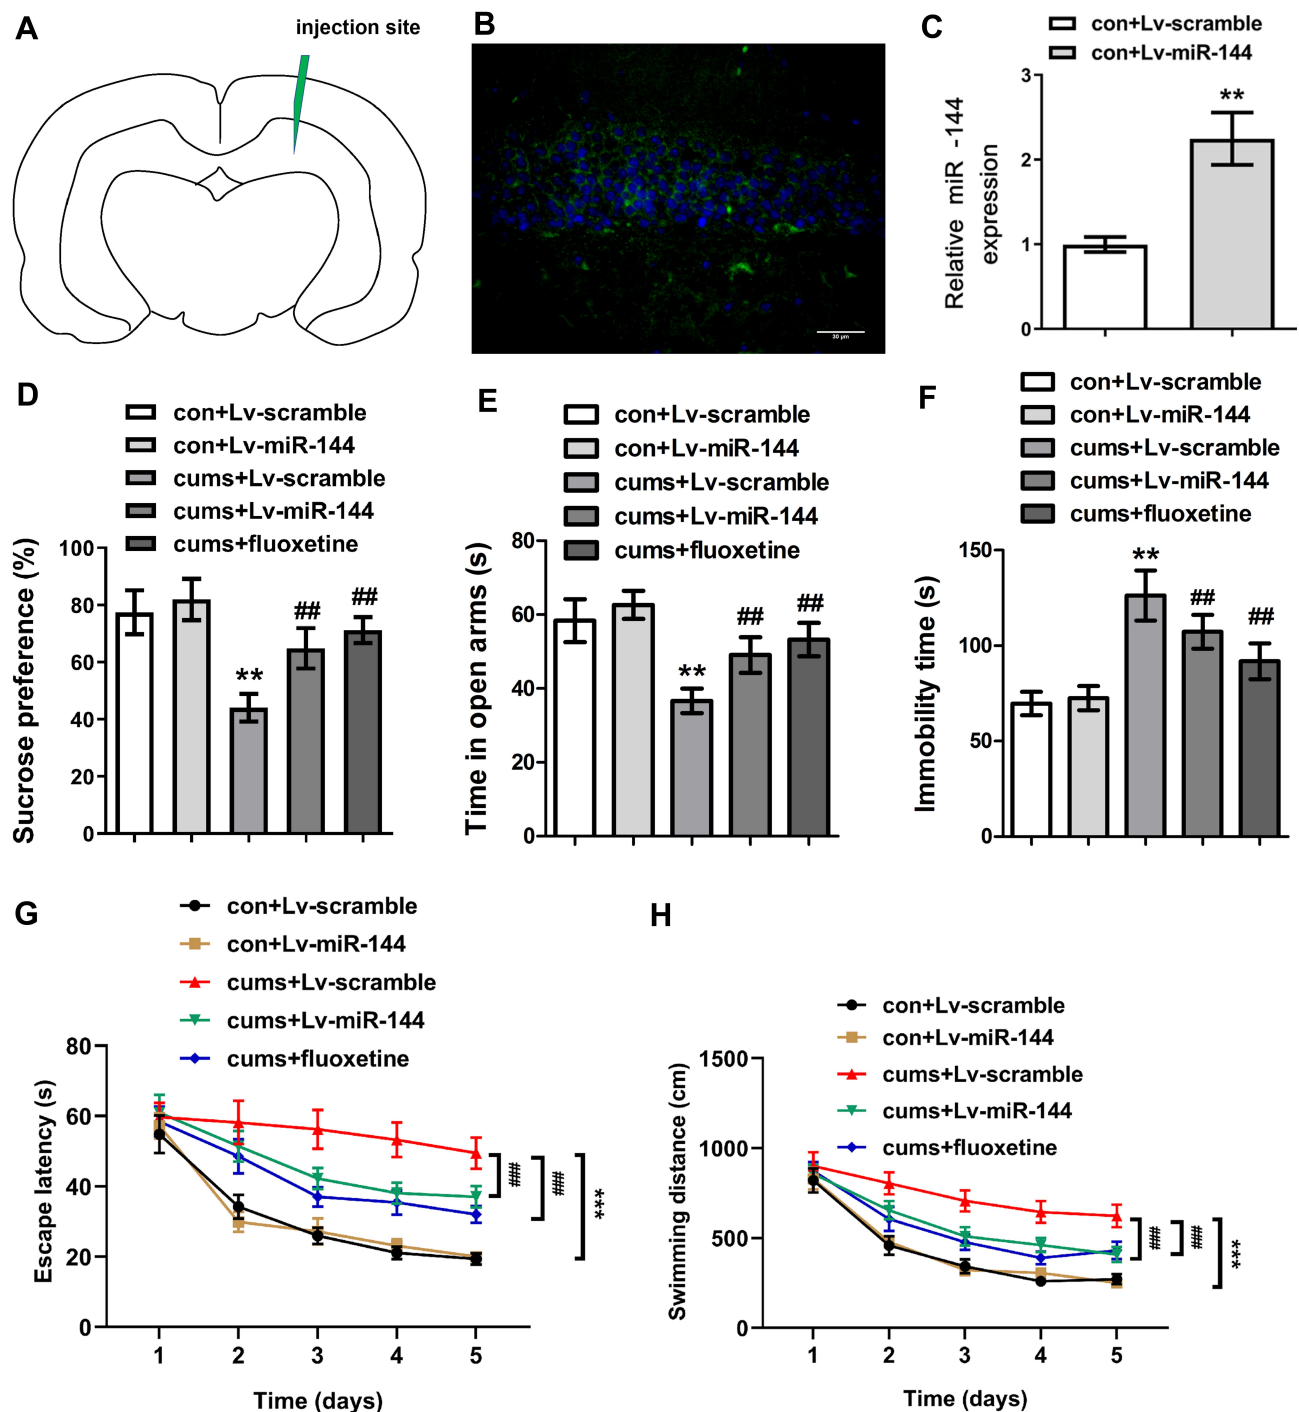 A
injection site
B
30 µm
C
con+Lv-scramble
con+Lv-miR-144
Relative miR -144
expression
3
2
1
0
**
D
con+Lv-scramble
con+Lv-miR-144
cums+Lv-scramble
cums+Lv-miR-144
cums+fluoxetine
Sucrose preference (%)
100
80
60
40
20
0
**
##
##
E
con+Lv-scramble
con+Lv-miR-144
cums+Lv-scramble
cums+Lv-miR-144
cums+fluoxetine
Time in open arms (s)
80
60
40
20
0
**
##
##
F
con+Lv-scramble
con+Lv-miR-144
cums+Lv-scramble
cums+Lv-miR-144
cums+fluoxetine
Immobility time (s)
150
100
50
0
**
##
##
G
con+Lv-scramble
con+Lv-miR-144
cums+Lv-scramble
cums+Lv-miR-144
cums+fluoxetine
Escape latency (s)
80
60
40
20
0
###
###
***
1 2 3 4 5
Time (days)
H
con+Lv-scramble
con+Lv-miR-144
cums+Lv-scramble
cums+Lv-miR-144
cums+fluoxetine
Swimming distance (cm)
1500
1000
500
0
###
###
***
1 2 3 4 5
Time (days)